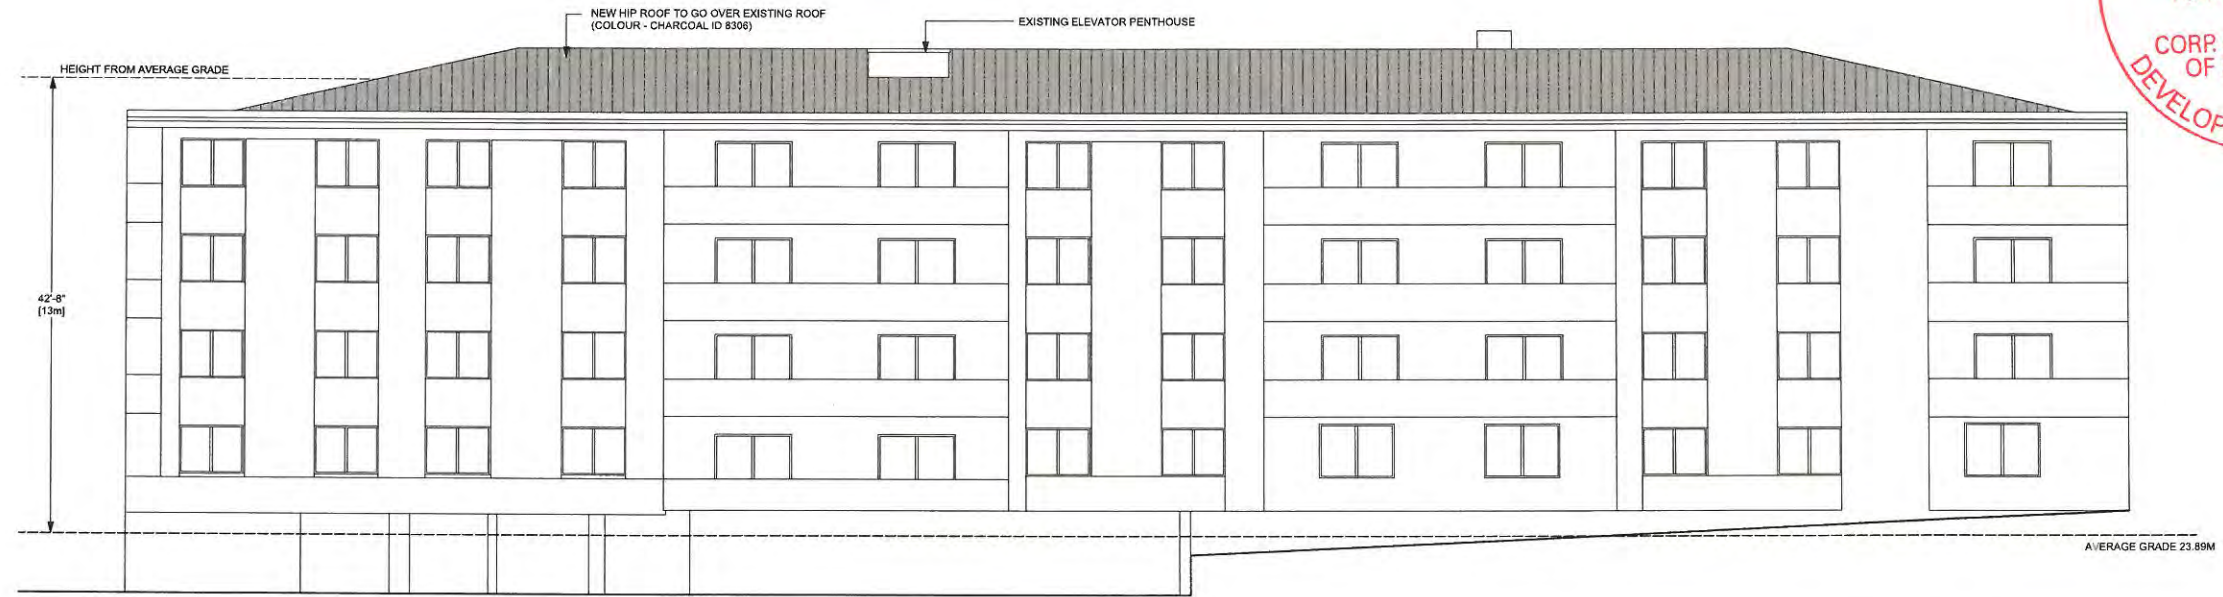 NEW HIP ROOF TO GO OVER EXISTING ROOF
(COLOUR - CHARCOAL ID 8306)
EXISTING ELEVATOR PENTHOUSE
CORP.
OF
HEIGHT FROM AVERAGE GRADE
42'-8"
[13m]
AVERAGE GRADE 23.89M